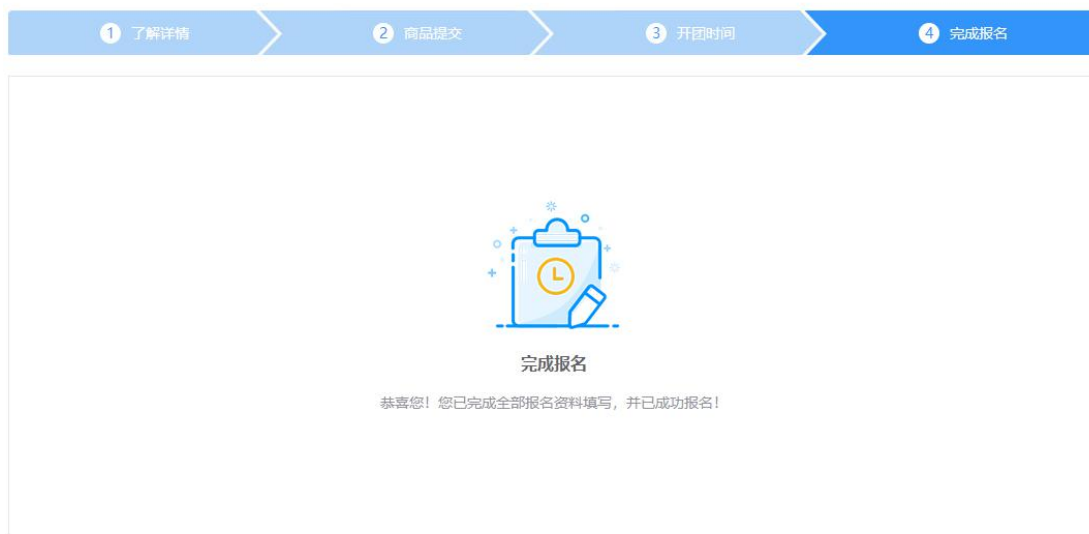 1 了解详情
2 商品提交
3 开团时间
4 完成报名
完成报名
恭喜您！您已完成全部报名资料填写，并已成功报名！